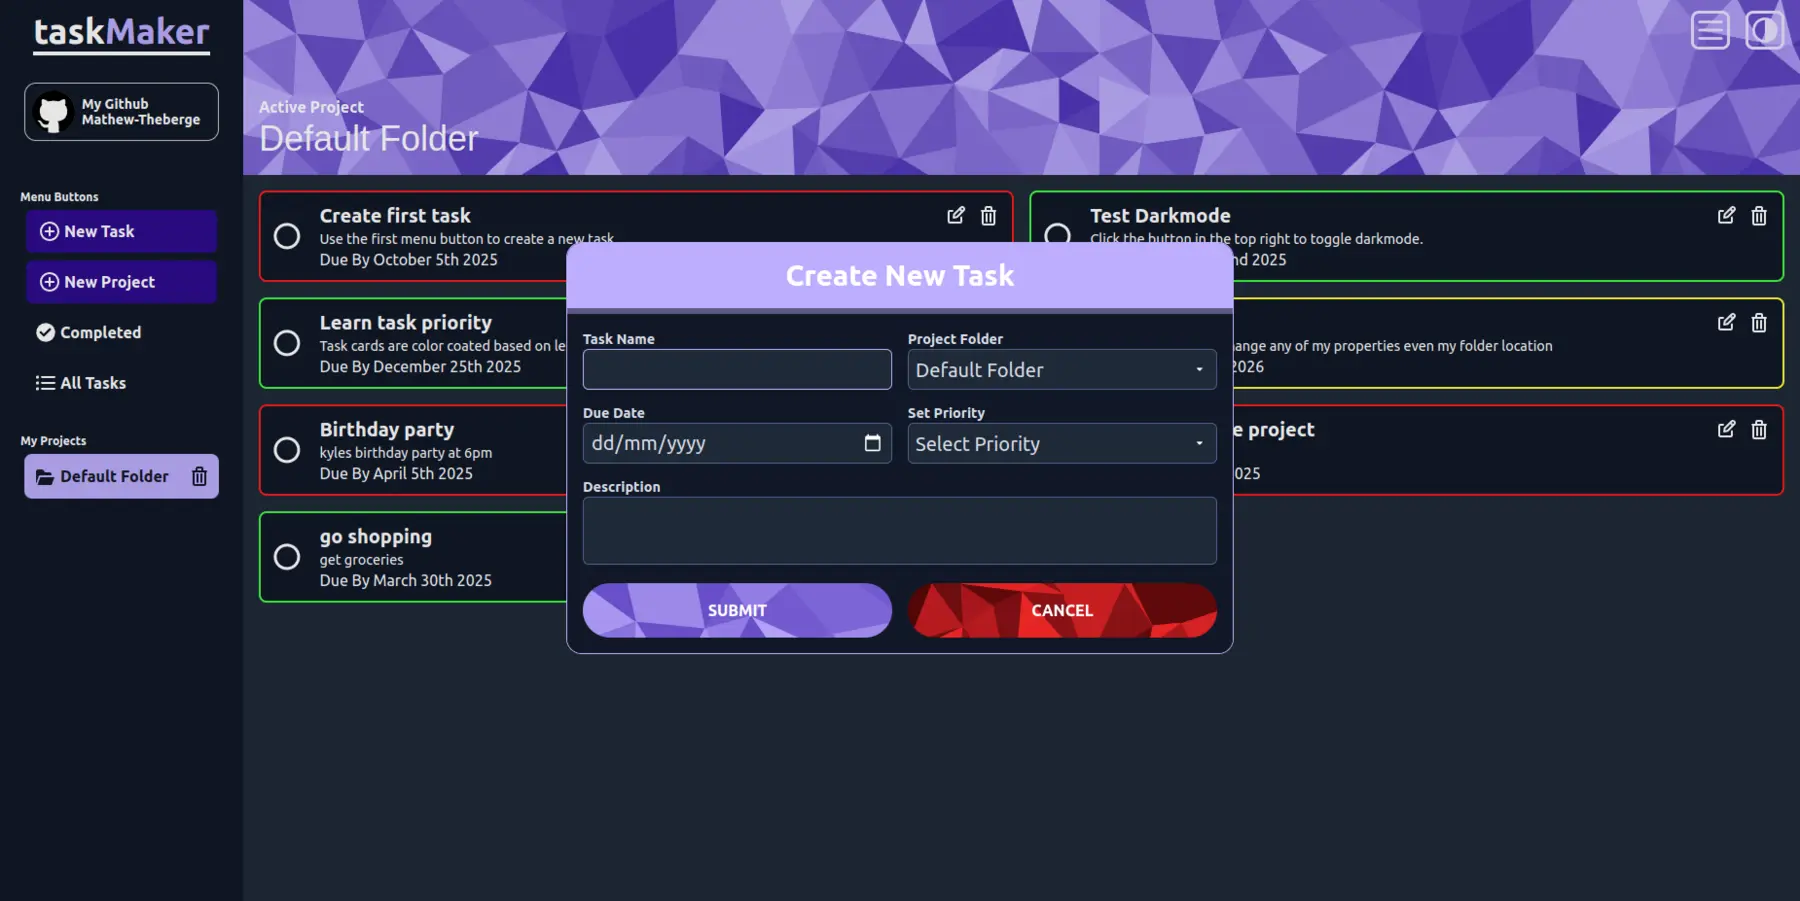 taskMaker
My Github
Mathew-Theberge
Menu Buttons
New Task
New Project
Completed
All Tasks
My Projects
Default Folder
Active Project
Default Folder
Create first task
Use the first menu button to create a new task
Due By October 5th 2025
Test Darkmode
Click the button in the top right to toggle darkmode.
nd 2025
Learn task priority
Task cards are color coated based on le
Due By December 25th 2025
ange any of my properties even my folder location
2026
Birthday party
kyles birthday party at 6pm
Due By April 5th 2025
e project
025
go shopping
get groceries
Due By March 30th 2025
Create New Task
Task Name
Project Folder
Default Folder
Due Date
Set Priority
dd/mm/yyyy
Select Priority
Description
SUBMIT
CANCEL